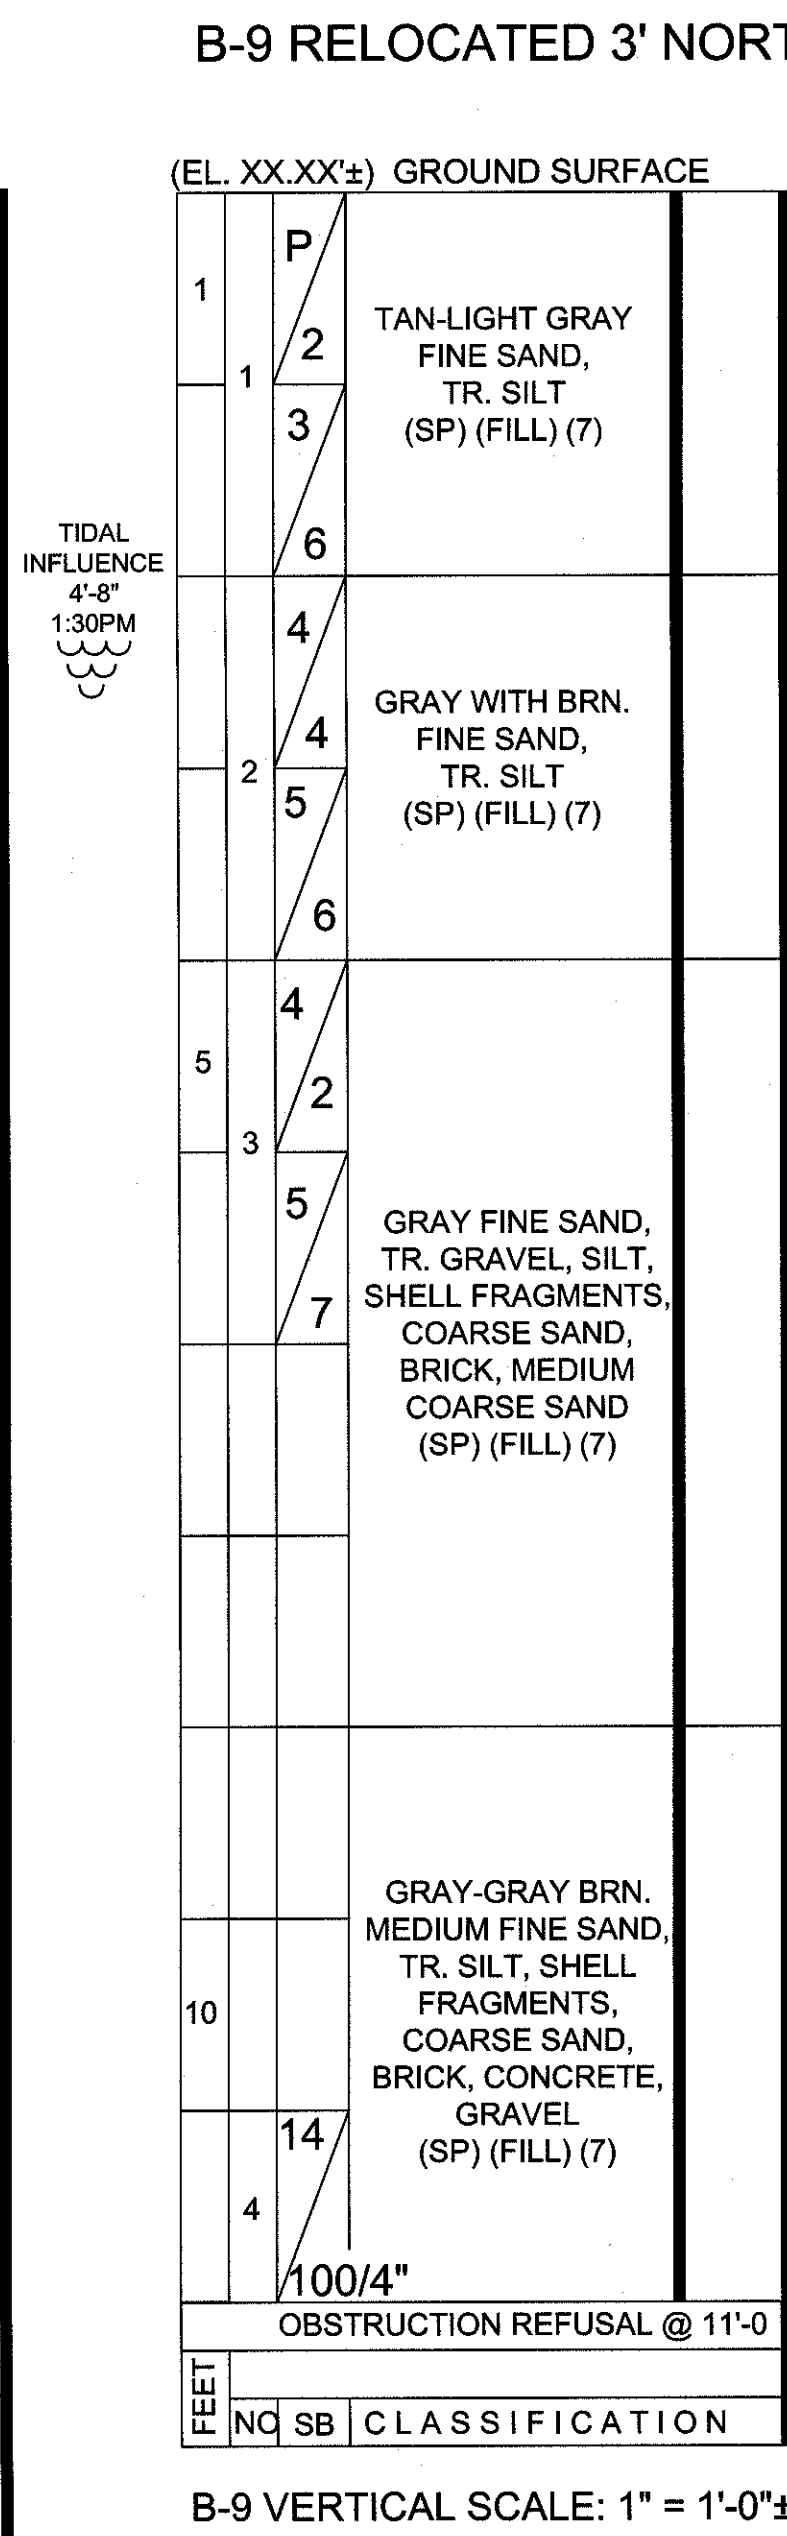 B-9 RELOCATED 3' NORT
(EL. XX.XX'±) GROUND SURFACE
1
1
P
2
3
6
TAN-LIGHT GRAY
FINE SAND,
TR. SILT
(SP) (FILL) (7)
TIDAL
INFLUENCE
4'-8"
1:30PM
2
4
4
5
6
GRAY WITH BRN.
FINE SAND,
TR. SILT
(SP) (FILL) (7)
5
3
4
2
5
7
GRAY FINE SAND,
TR. GRAVEL, SILT,
SHELL FRAGMENTS,
COARSE SAND,
BRICK, MEDIUM
COARSE SAND
(SP) (FILL) (7)
10
4
14
100/4"
GRAY-GRAY BRN.
MEDIUM FINE SAND,
TR. SILT, SHELL
FRAGMENTS,
COARSE SAND,
BRICK, CONCRETE,
GRAVEL
(SP) (FILL) (7)
OBSTRUCTION REFUSAL @ 11'-0
FEET
NO SB CLASSIFICATION
B-9 VERTICAL SCALE: 1" = 1'-0"±